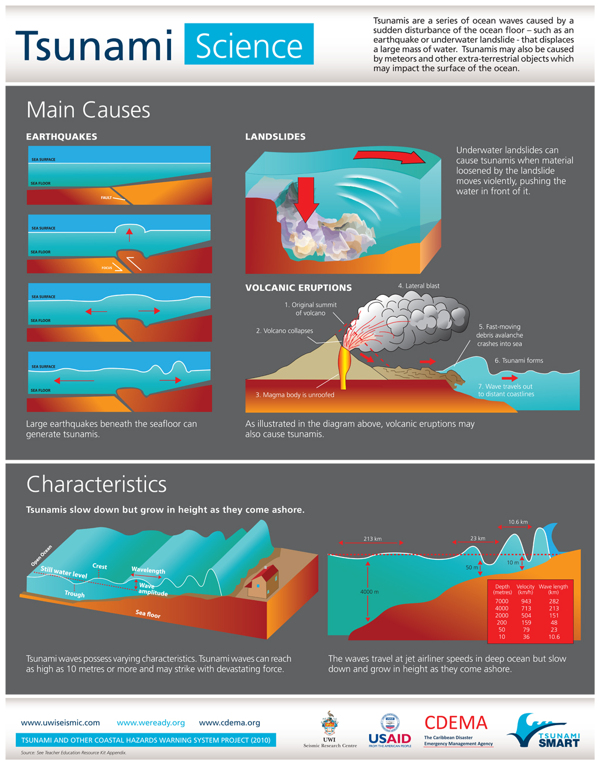 Tsunami Science
Tsunamis are a series of ocean waves caused by a
sudden disturbance of the ocean floor – such as an
earthquake or underwater landslide - that displaces
a large mass of water. Tsunamis may also be caused
by meteors and other extra-terrestrial objects which
may impact the surface of the ocean.
Main Causes
EARTHQUAKES
SEA SURFACE
SEA FLOOR
FAULT
SEA SURFACE
SEA FLOOR
FAULT
SEA SURFACE
SEA FLOOR
SEA SURFACE
SEA FLOOR
Large earthquakes beneath the seafloor can
generate tsunamis.
LANDSLIDES
Underwater landslides can
cause tsunamis when material
loosened by the landslide
moves violently, pushing the
water in front of it.
VOLCANIC ERUPTIONS
1. Original summit
of volcano
2. Volcano collapses
3. Magma body is unroofed
4. Lateral blast
5. Fast-moving
debris avalanche
crashes into sea
6. Tsunami forms
7. Wave travels out
to distant coastlines
As illustrated in the diagram above, volcanic eruptions may
also cause tsunamis.
Characteristics
Tsunamis slow down but grow in height as they come ashore.
Open Ocean
Still water level
Crest
Wavelength
Wave
amplitude
Trough
Sea floor
Tsunami waves possess varying characteristics. Tsunami waves can reach
as high as 10 metres or more and may strike with devastating force.
213 km
23 km
10.6 km
4000 m
50 m
10 m
Depth Velocity Wave length
(metres) (km/h) (km)
7000 943 282
4000 713 213
2000 504 151
200 159 48
50 79 23
10 36 10.6
The waves travel at jet airliner speeds in deep ocean but slow
down and grow in height as they come ashore.
www.uwiseismic.com www.weready.org www.cdema.org
TSUNAMI AND OTHER COASTAL HAZARDS WARNING SYSTEM PROJECT (2010)
Source: See Teacher Education Resource Kit Appendix
UWI
Seismic Research Centre
USAID
FROM THE AMERICAN PEOPLE
CDEMA
The Caribbean Disaster
Emergency Management Agency
TSUNAMI
SMART